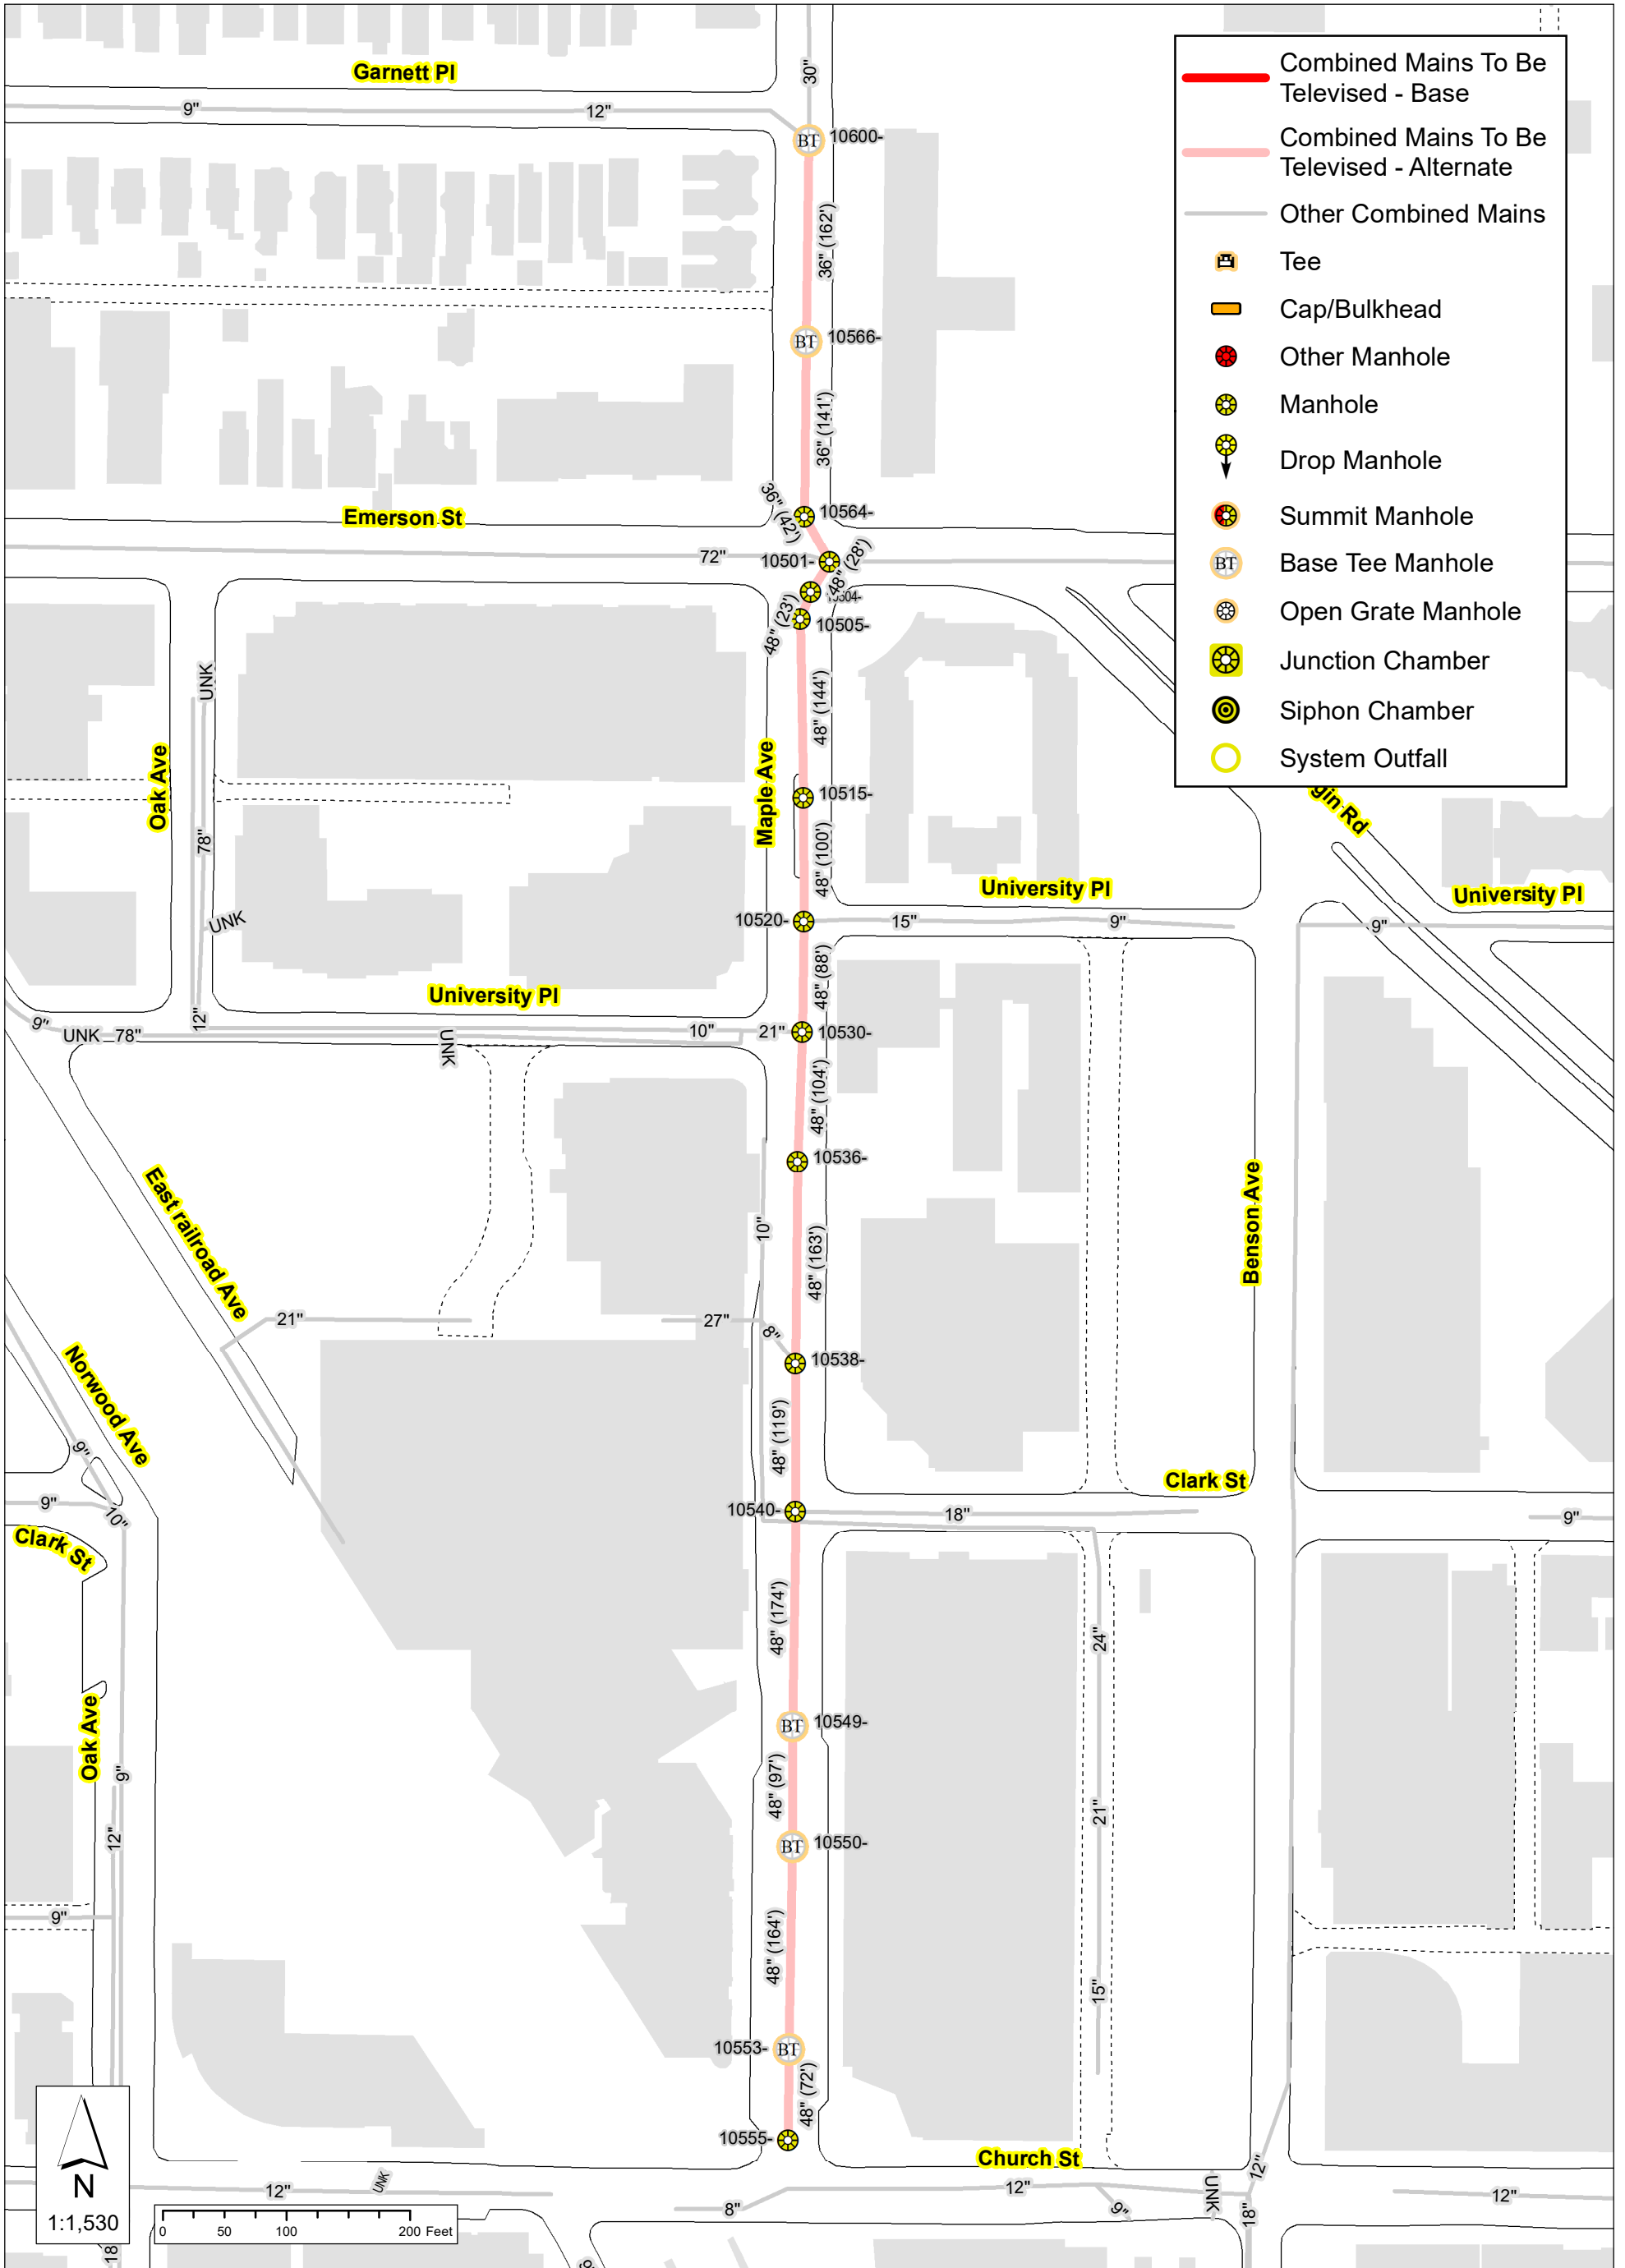 Garnett Pl
30"
9"
12"
10600-
36" (162')
10566-
36" (141')
36" (42')
10564-
Emerson St
72"
10501-
48" (28')
48" (23')
10505-
UNK
48" (144')
Oak Ave
Maple Ave
10515-
78"
48" (100')
University Pl
University Pl
UNK
10520-
15"
9"
9"
48" (88')
University Pl
9"
12"
UNK
78"
UNK
10"
21"
10530-
48" (104')
10536-
East railroad Ave
Benson Ave
10"
48" (163')
21"
27"
8"
10538-
Norwood Ave
48" (119')
9"
Clark St
9"
10"
10540-
18"
9"
Clark St
48" (174')
24"
Oak Ave
10549-
9"
48" (97')
21"
12"
10550-
9"
48" (164')
15"
10553-
48" (72')
10555-
Church St
12"
UNK
12"
12"
UNK
8"
9"
18"
12"
18
N
1:1,530
0 50 100 200 Feet
Combined Mains To Be
Televised - Base
Combined Mains To Be
Televised - Alternate
Other Combined Mains
Tee
Cap/Bulkhead
Other Manhole
Manhole
Drop Manhole
Summit Manhole
BT Base Tee Manhole
Open Grate Manhole
Junction Chamber
Siphon Chamber
System Outfall
gin Rd
BT
BT
BT
BT
BT